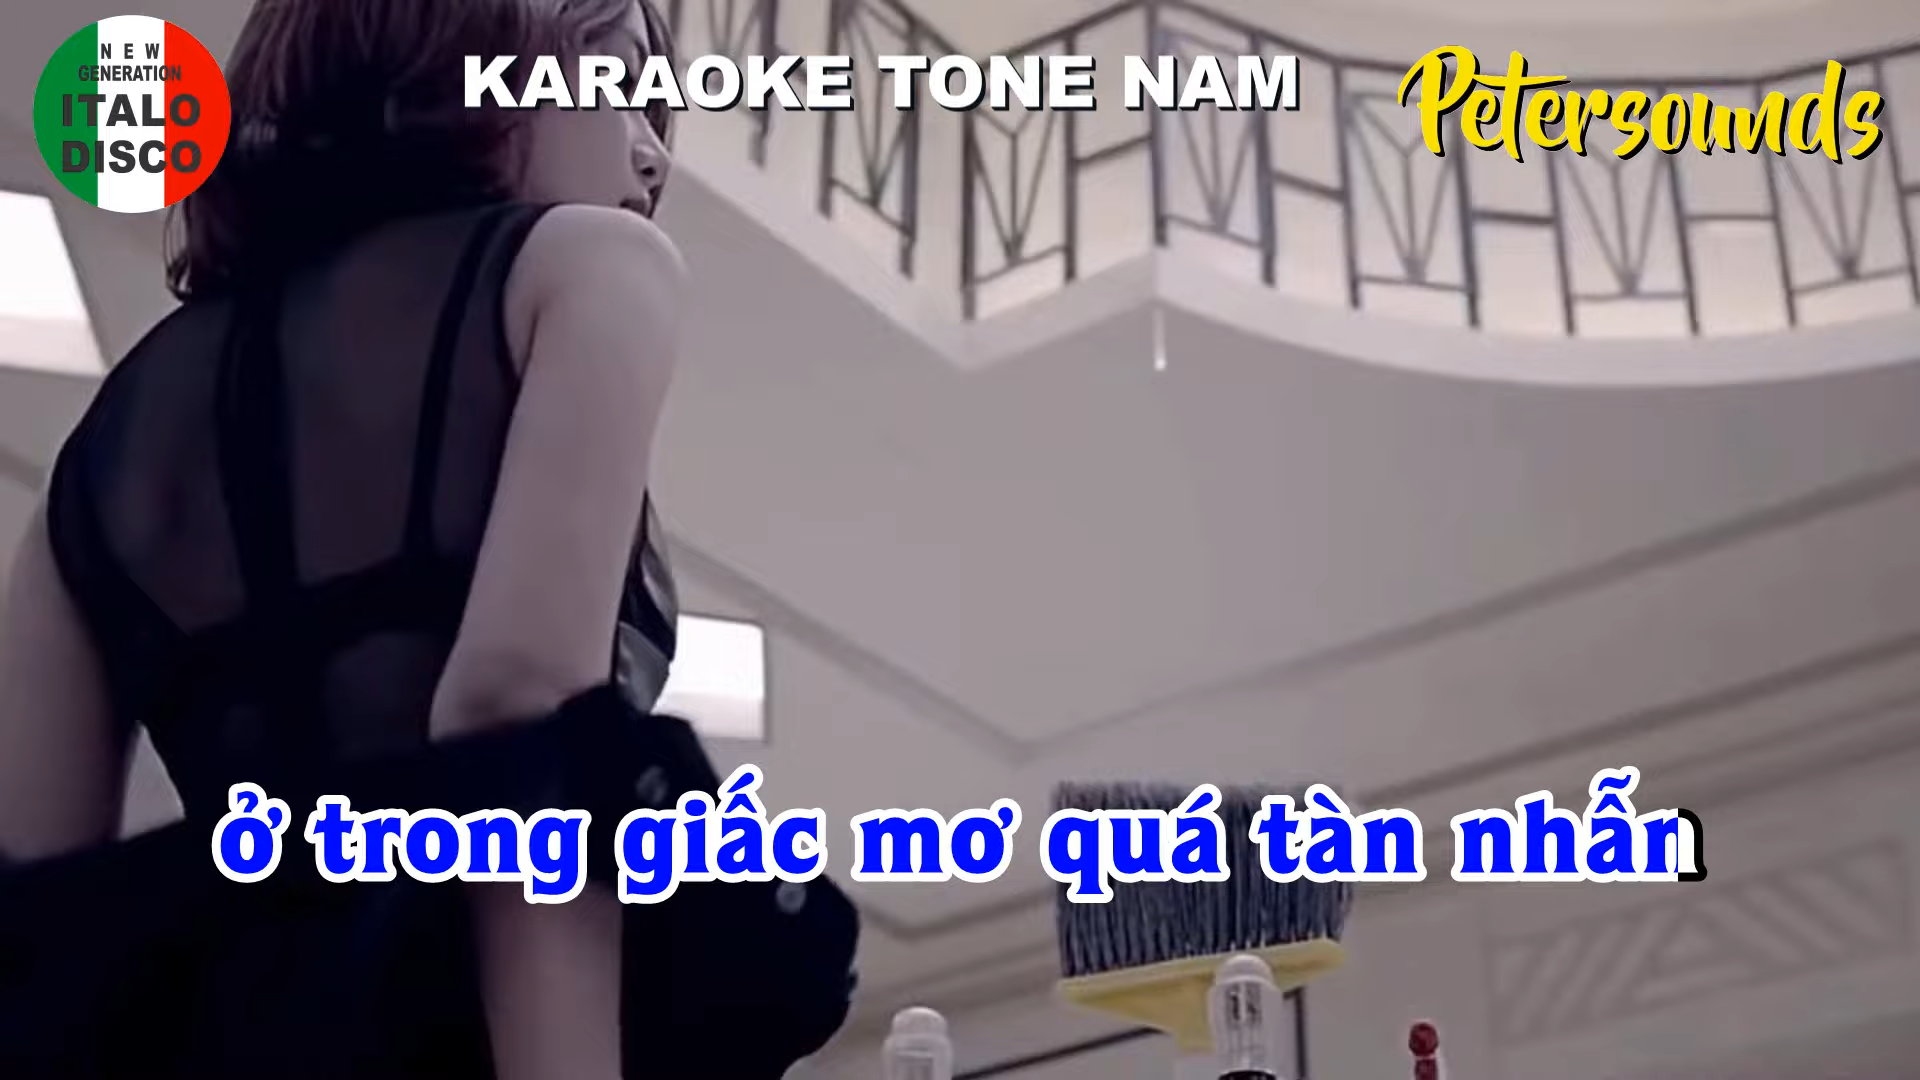 NEW
GENERATION
ITALO
DISCO
KARAOKE TONE NAM
Petersounds
ở trong giấc mơ quá tàn nhẫn